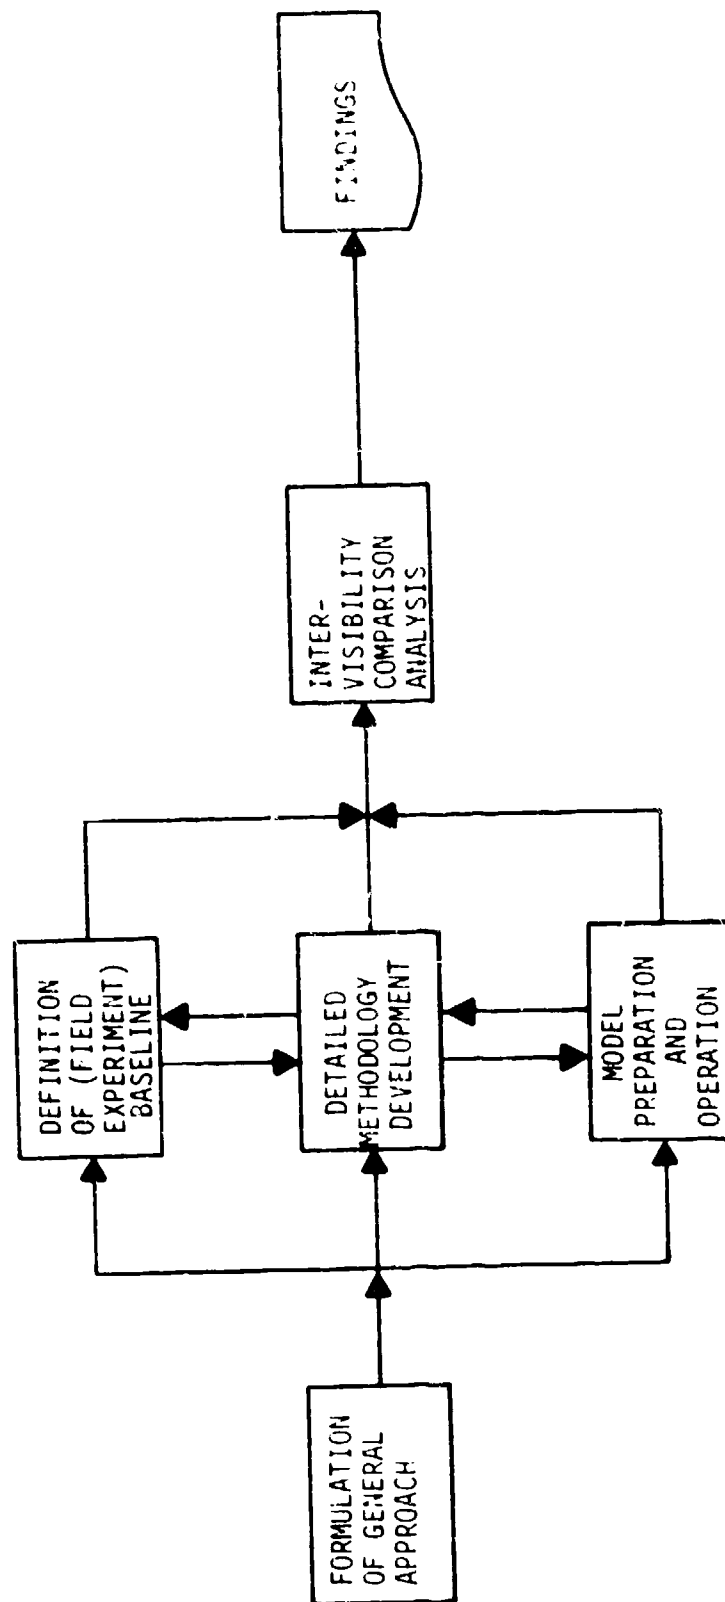 FORMULATION
OF GENERAL
APPROACH
DEFINITION
OF (FIELD
EXPERIMENT)
BASELINE
DETAILED
METHODOLOGY
DEVELOPMENT
MODEL
PREPARATION
AND
OPERATION
INTER-
VISIBILITY
COMPARISON
ANALYSIS
FINDINGS